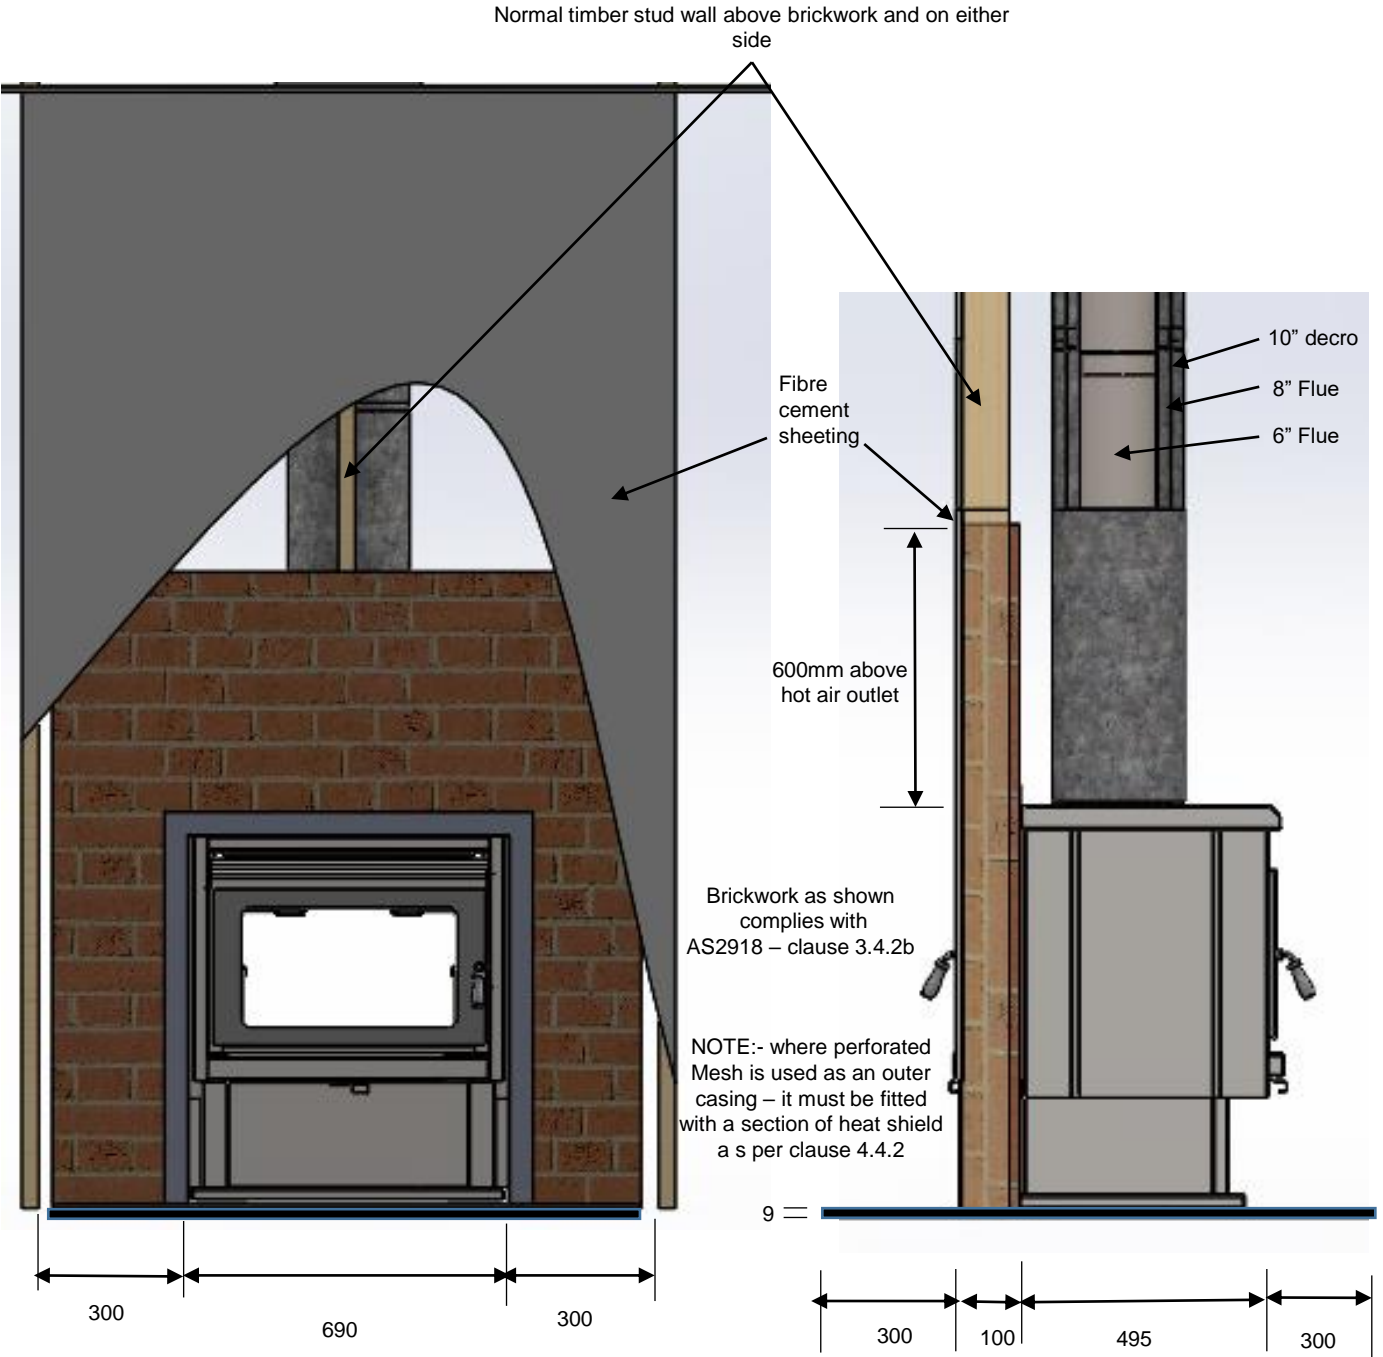 Normal timber stud wall above brickwork and on either
side
10” decro
8” Flue
6” Flue
Fibre
cement
sheeting
600mm above
hot air outlet
Brickwork as shown
complies with
AS2918 – clause 3.4.2b
NOTE:- where perforated
Mesh is used as an outer
casing – it must be fitted
with a section of heat shield
a s per clause 4.4.2
9
300
690
300
300
100
495
300